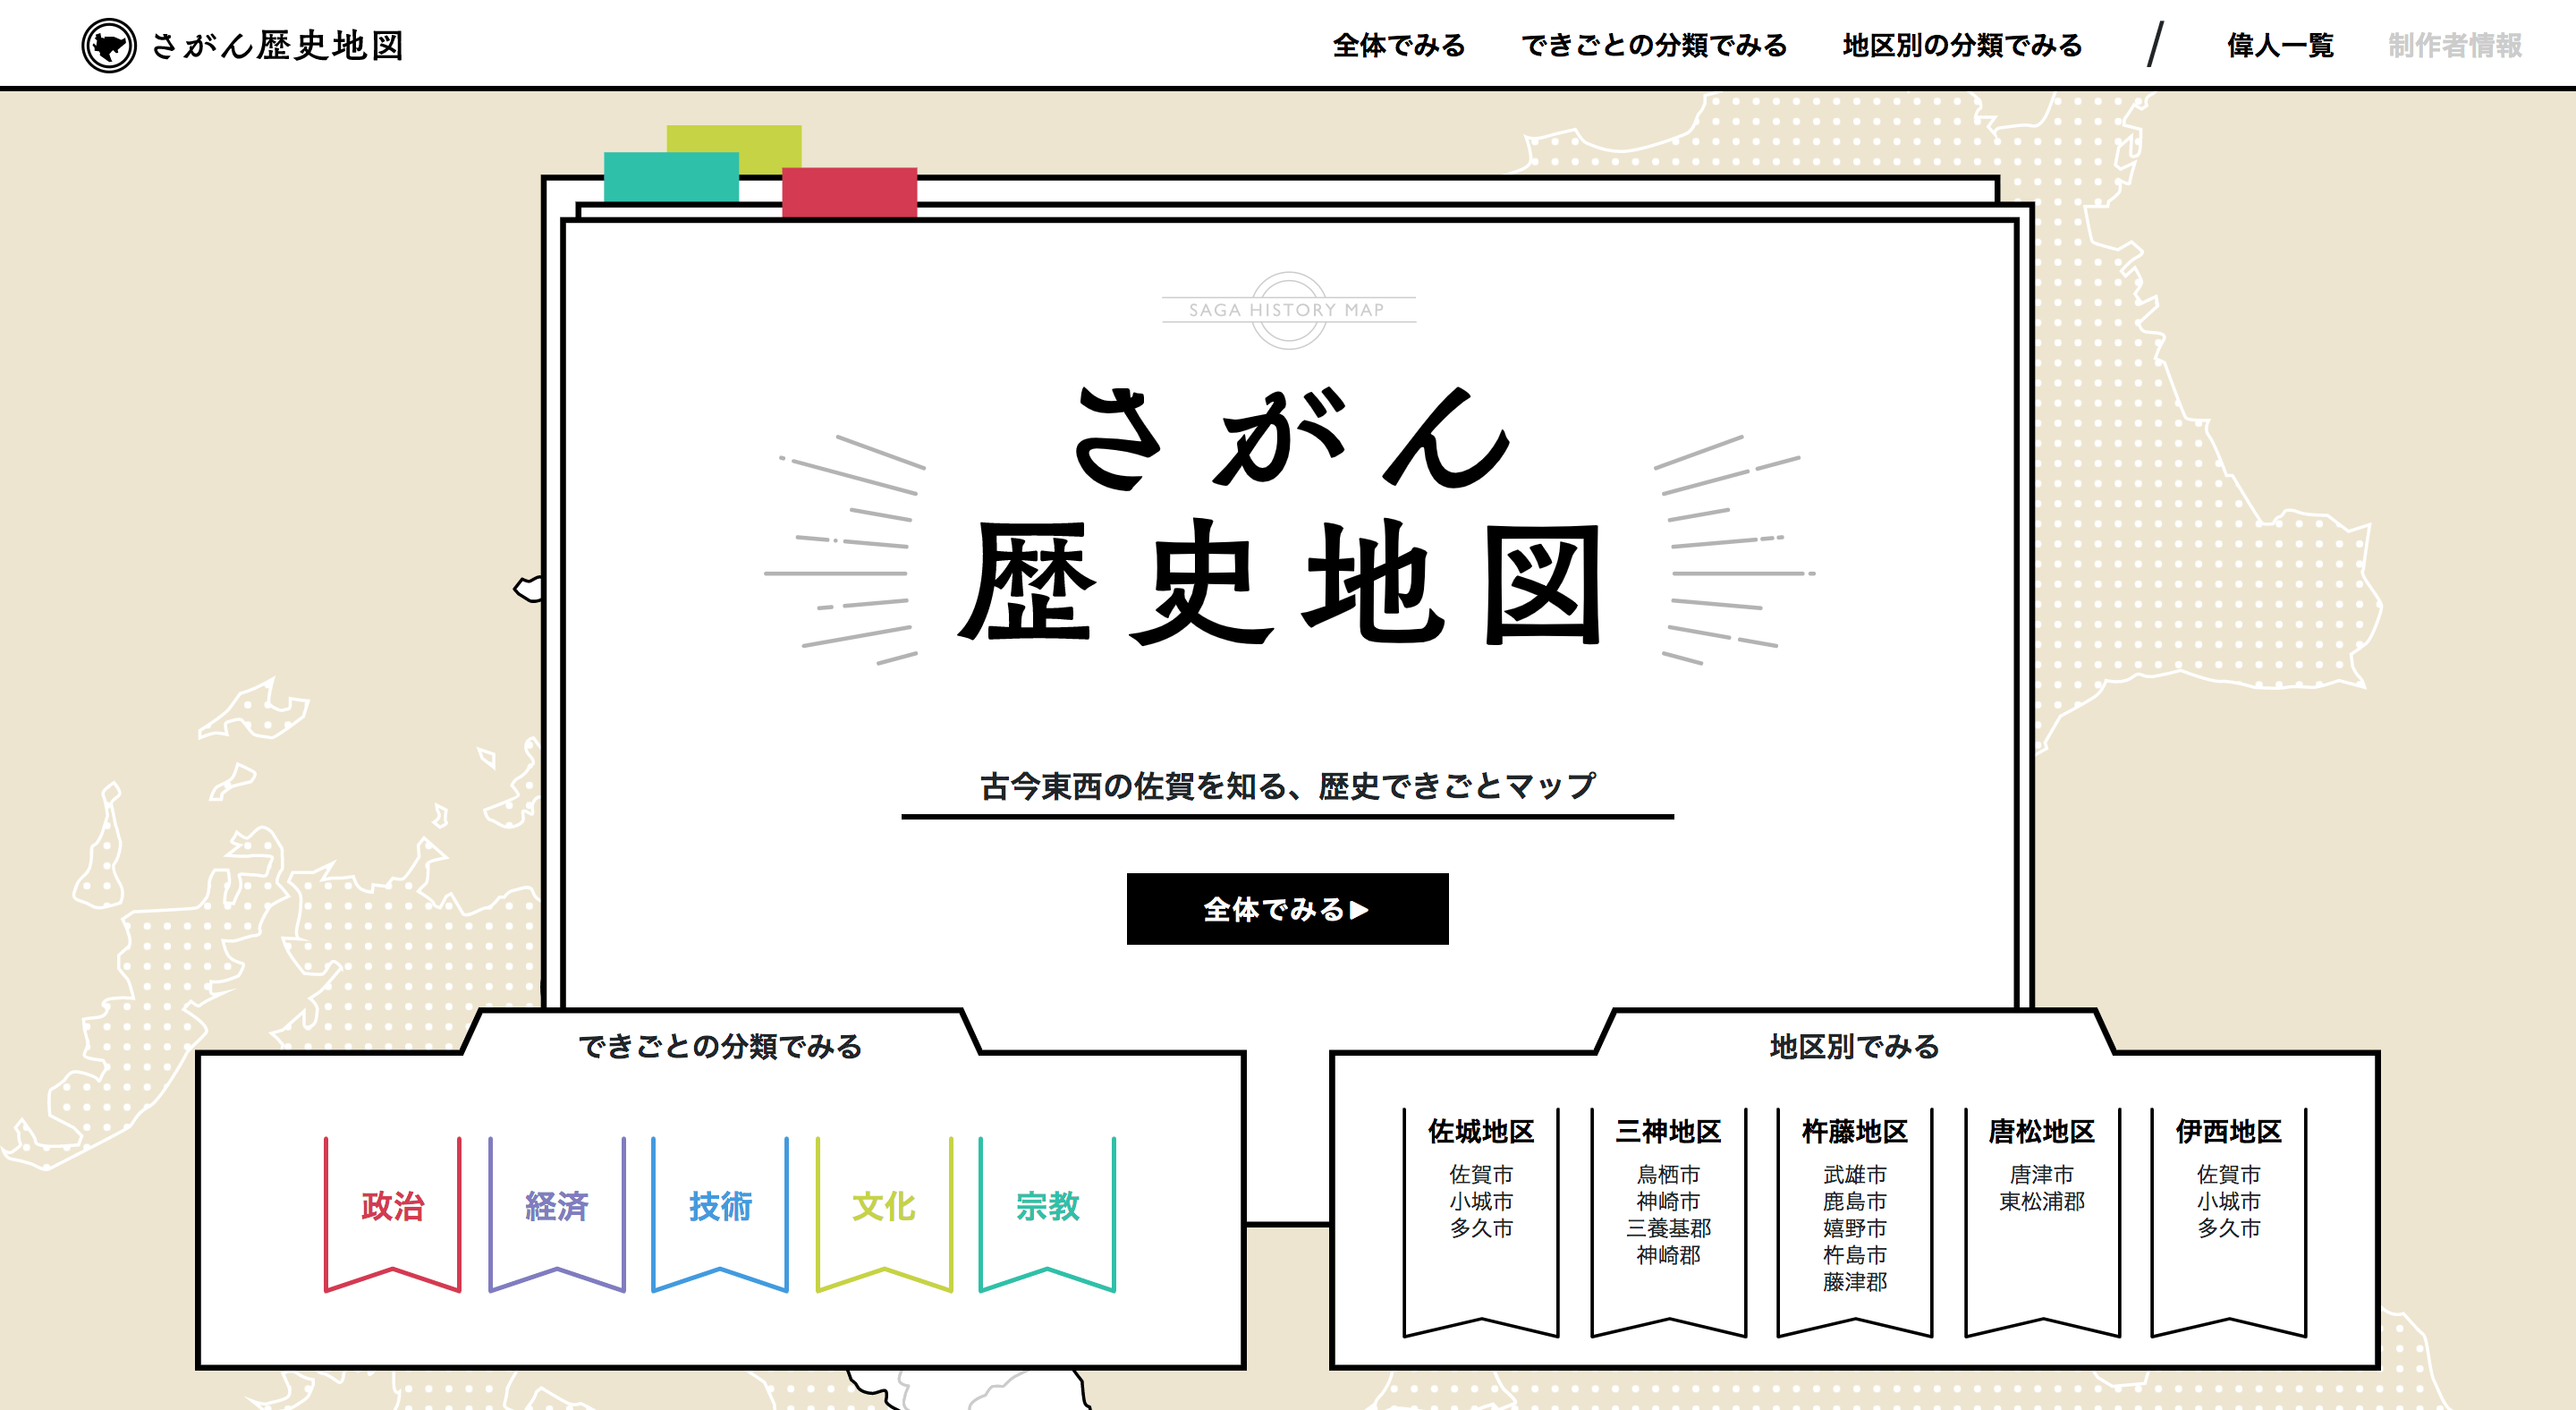 さがん歴史地図
全体でみる
できごとの分類でみる
地区別の分類でみる
/
偉人一覧
制作者情報
SAGA HISTORY MAP
さがん
歴史地図
古今東西の佐賀を知る、歴史できごとマップ
全体でみる▶
できごとの分類でみる
政治
経済
技術
文化
宗教
地区別でみる
佐城地区
佐賀市
小城市
多久市
三神地区
鳥栖市
神崎市
三養基郡
神崎郡
杵藤地区
武雄市
鹿島市
嬉野市
杵島市
藤津郡
唐松地区
唐津市
東松浦郡
伊西地区
佐賀市
小城市
多久市